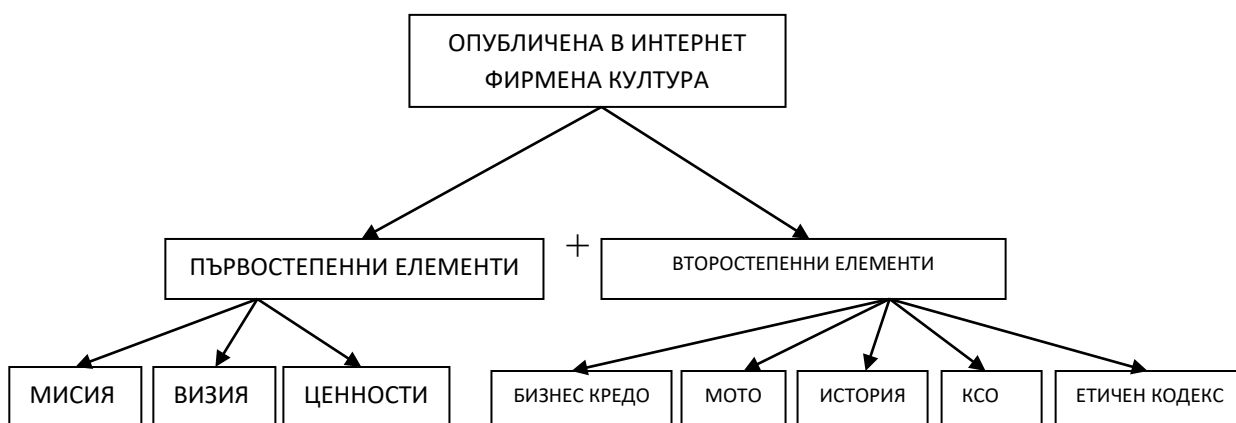 ОПУБЛИЧЕНА В ИНТЕРНЕТ
ФИРМЕНА КУЛТУРА
ПЪРВОСТЕПЕННИ ЕЛЕМЕНТИ
+
ВТОРОСТЕПЕННИ ЕЛЕМЕНТИ
МИСИЯ
ВИЗИЯ
ЦЕННОСТИ
БИЗНЕС КРЕДО
МОТО
ИСТОРИЯ
КСО
ЕТИЧЕН КОДЕКС